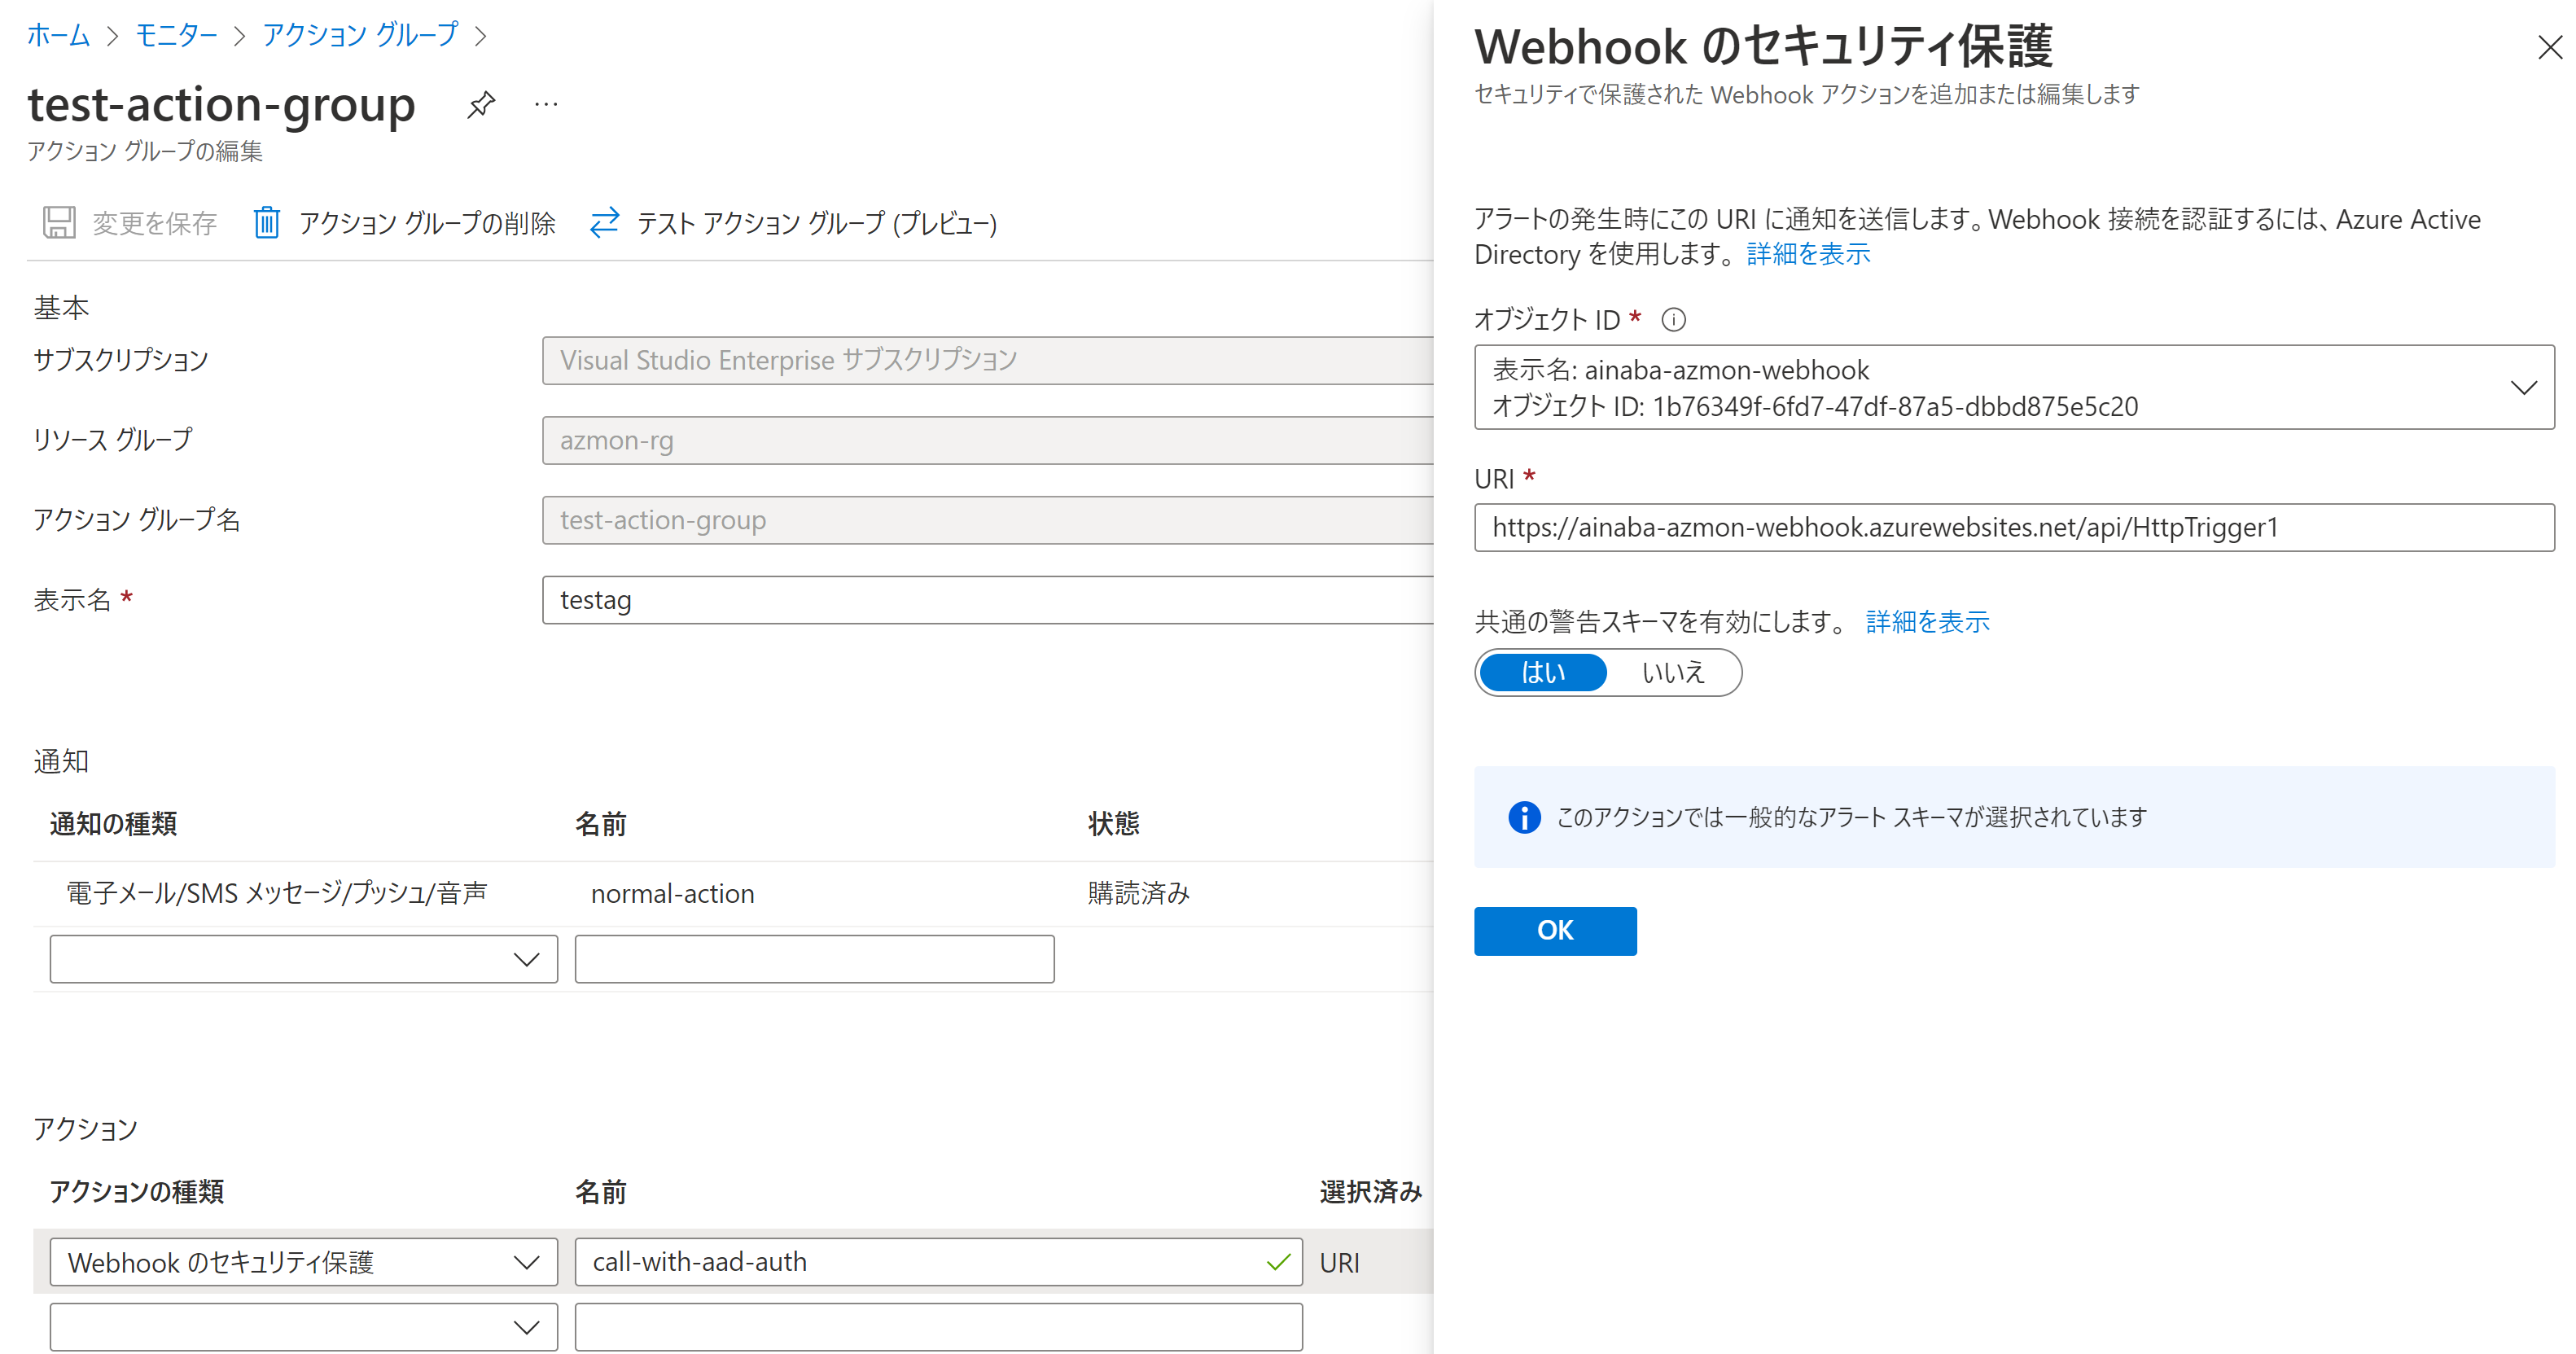 ホーム > モニター > アクション グループ >
test-action-group
アクション グループの編集
変更を保存 アクション グループの削除 テスト アクション グループ (プレビュー)
基本
サブスクリプション Visual Studio Enterprise サブスクリプション
リソース グループ azmon-rg
アクション グループ名 test-action-group
表示名 * testag
通知
通知の種類 名前 状態
電子メール/SMS メッセージ/プッシュ/音声 normal-action 購読済み
アクション
アクションの種類 名前 選択済み
Webhook のセキュリティ保護 call-with-aad-auth URI
Webhook のセキュリティ保護
セキュリティで保護された Webhook アクションを追加または編集します
アラートの発生時にこの URI に通知を送信します。Webhook 接続を認証するには、Azure Active
Directory を使用します。 詳細を表示
オブジェクト ID *
表示名: ainaba-azmon-webhook
オブジェクト ID: 1b76349f-6fd7-47df-87a5-dbbd875e5c20
URI *
https://ainaba-azmon-webhook.azurewebsites.net/api/HttpTrigger1
共通の警告スキーマを有効にします。 詳細を表示
はい いいえ
このアクションでは一般的なアラート スキーマが選択されています
OK